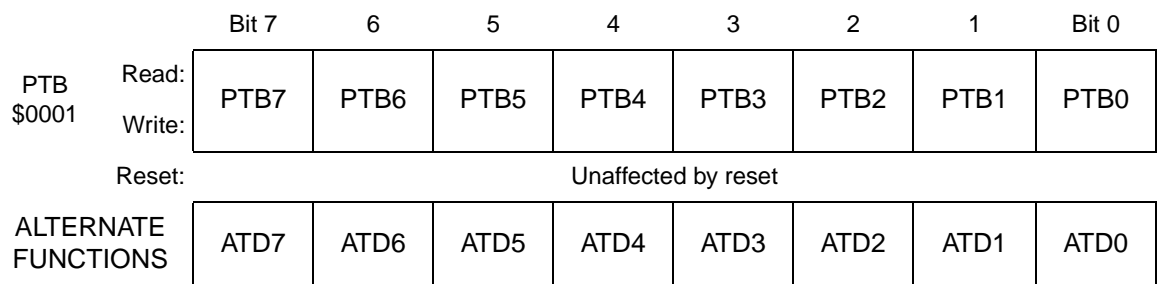 Bit 7 6 5 4 3 2 1 Bit 0
PTB
$0001
Read:
Write:
PTB7 PTB6 PTB5 PTB4 PTB3 PTB2 PTB1 PTB0
Reset: Unaffected by reset
ALTERNATE
FUNCTIONS
ATD7 ATD6 ATD5 ATD4 ATD3 ATD2 ATD1 ATD0